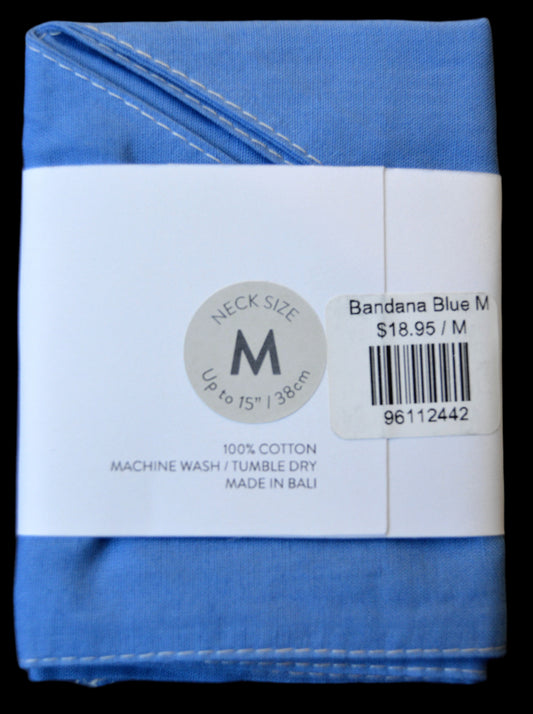 NECK SIZE
M
Up to 15" / 38cm
100% COTTON
MACHINE WASH / TUMBLE DRY
MADE IN BALI
Bandana Blue M
$18.95 / M
96112442